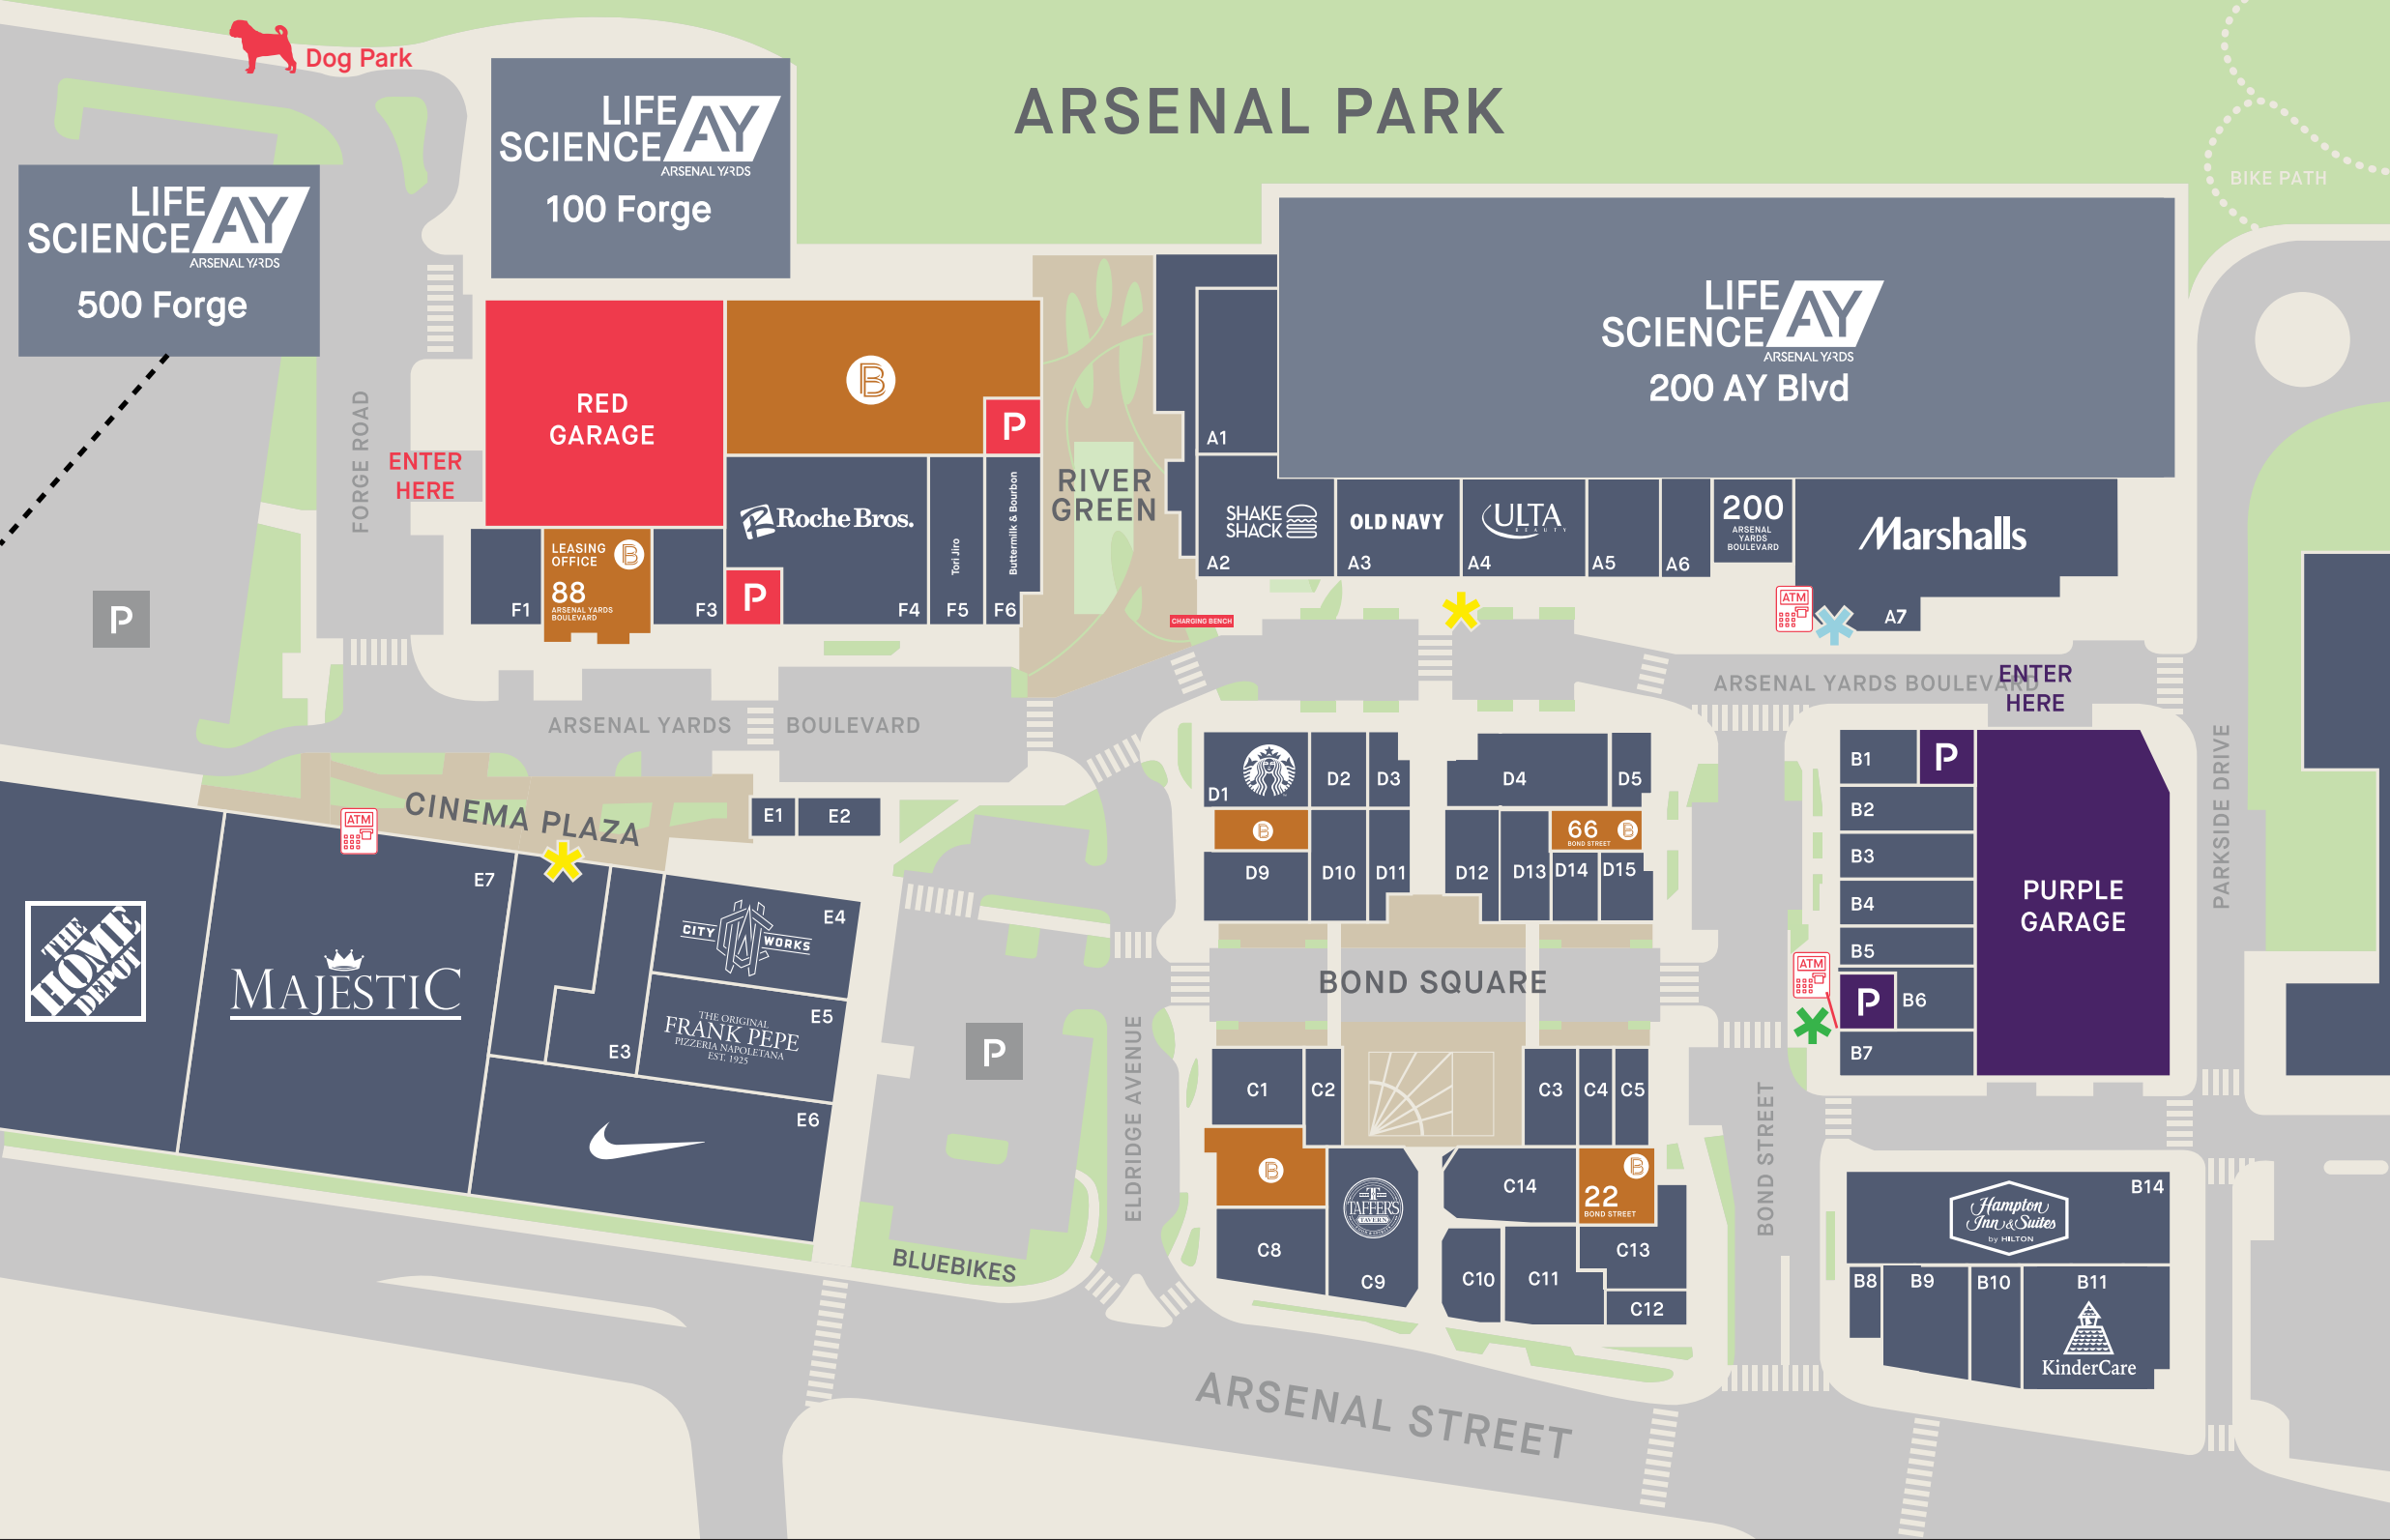 Dog Park
ARSENAL PARK
BIKE PATH
LIFE
SCIENCE AY
ARSENAL YARDS
100 Forge
LIFE
SCIENCE AY
ARSENAL YARDS
500 Forge
LIFE
SCIENCE AY
ARSENAL YARDS
200 AY Blvd
RED
GARAGE
B
P
FORGE ROAD
ENTER
HERE
RIVER
GREEN
Roche Bros.
Tori Jiro
Buttermilk & Bourbon
F1
LEASING
OFFICE
B
88
ARSENAL YARDS
BOULEVARD
F3
P
F4
F5
F6
P
A1
SHAKE
SHACK
A2
OLD NAVY
A3
ULTA
BEAUTY
A4
A5
A6
200
ARSENAL
YARDS
BOULEVARD
Marshalls
A7
ATM
CHARGING BENCH
ARSENAL YARDS BOULEVARD
ENTER
HERE
ARSENAL YARDS BOULEVARD
CINEMA PLAZA
ATM
E1
E2
D1
D2
D3
D4
D5
B
66
BOND STREET
B
D9
D10
D11
D12
D13
D14
D15
B1
P
B2
B3
B4
B5
P
B6
B7
ATM
PURPLE
GARAGE
PARKSIDE DRIVE
THE
HOME
DEPOT
MAJESTIC
E7
E3
CITY WORKS
E4
THE ORIGINAL
FRANK PEPE
PIZZERIA NAPOLETANA
EST. 1925
E5
E6
P
BOND SQUARE
ELDRIDGE AVENUE
BOND STREET
C1
C2
C3
C4
C5
B
TAFFER'S
TAVERN
C8
C9
C14
B
22
BOND STREET
C10
C11
C13
C12
Hampton
Inn & Suites
by HILTON
B14
B8
B9
B10
B11
KinderCare
BLUEBIKES
ARSENAL STREET